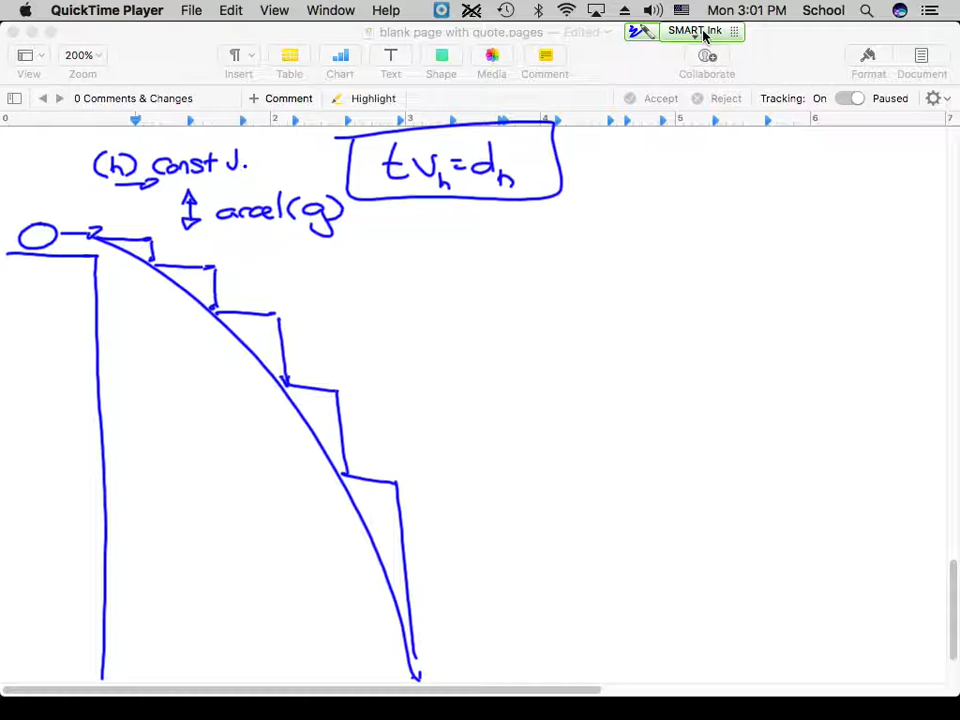 QuickTime Player File Edit View Window Help Mon 3:01 PM School
blank page with quote.pages — Edited SMART Ink
200%
View Zoom Insert Table Chart Text Shape Media Comment Collaborate Format Document
0 Comments & Changes + Comment Highlight Accept Reject Tracking: On Paused
0 2 3 4 5 6 7
(h) const v.
t v_h = d_h
accel (g)